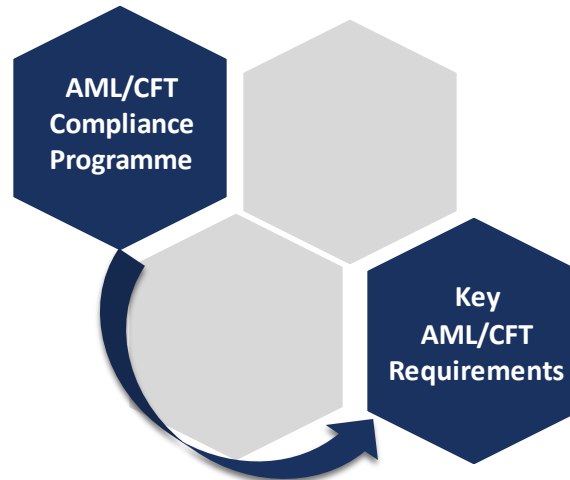 AML/CFT
Compliance
Programme
Key
AML/CFT
Requirements